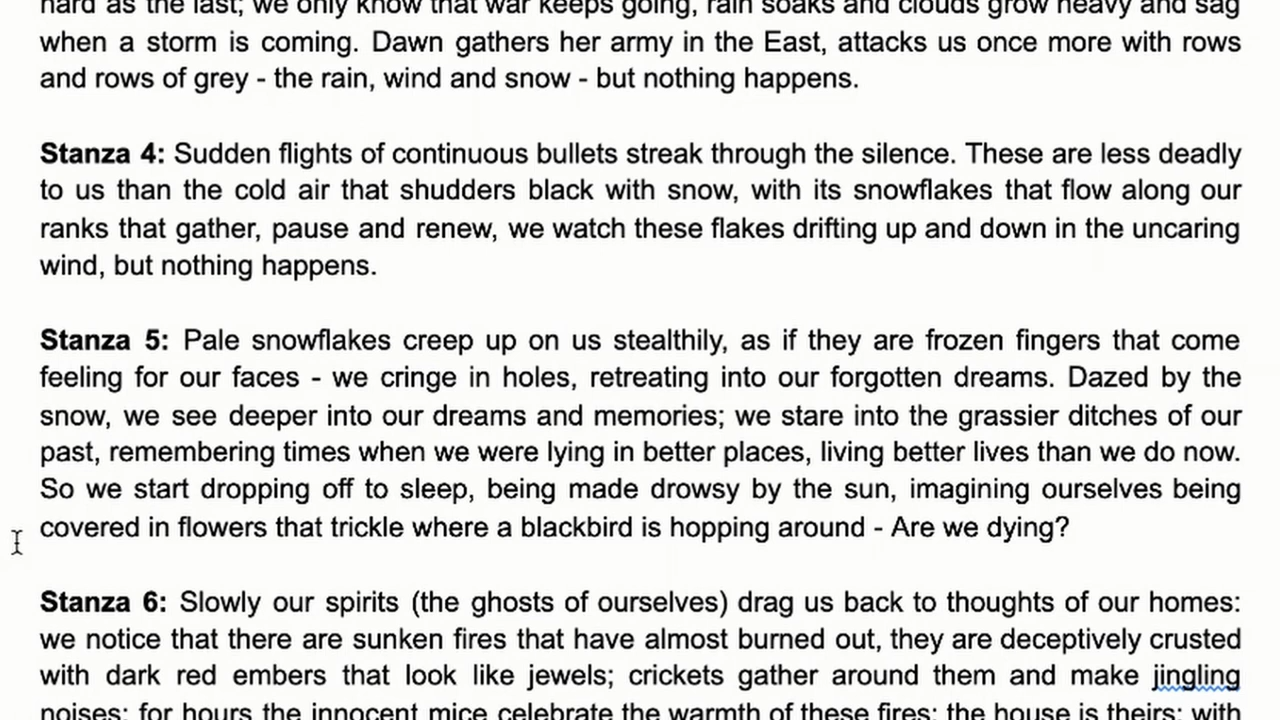 hard as the last; we only know that war keeps going, rain soaks and clouds grow heavy and sag
when a storm is coming. Dawn gathers her army in the East, attacks us once more with rows
and rows of grey - the rain, wind and snow - but nothing happens.
Stanza 4: Sudden flights of continuous bullets streak through the silence. These are less deadly
to us than the cold air that shudders black with snow, with its snowflakes that flow along our
ranks that gather, pause and renew, we watch these flakes drifting up and down in the uncaring
wind, but nothing happens.
Stanza 5: Pale snowflakes creep up on us stealthily, as if they are frozen fingers that come
feeling for our faces - we cringe in holes, retreating into our forgotten dreams. Dazed by the
snow, we see deeper into our dreams and memories; we stare into the grassier ditches of our
past, remembering times when we were lying in better places, living better lives than we do now.
So we start dropping off to sleep, being made drowsy by the sun, imagining ourselves being
covered in flowers that trickle where a blackbird is hopping around - Are we dying?
Stanza 6: Slowly our spirits (the ghosts of ourselves) drag us back to thoughts of our homes:
we notice that there are sunken fires that have almost burned out, they are deceptively crusted
with dark red embers that look like jewels; crickets gather around them and make jingling
noises; for hours the innocent mice celebrate the warmth of these fires; the house is theirs; with